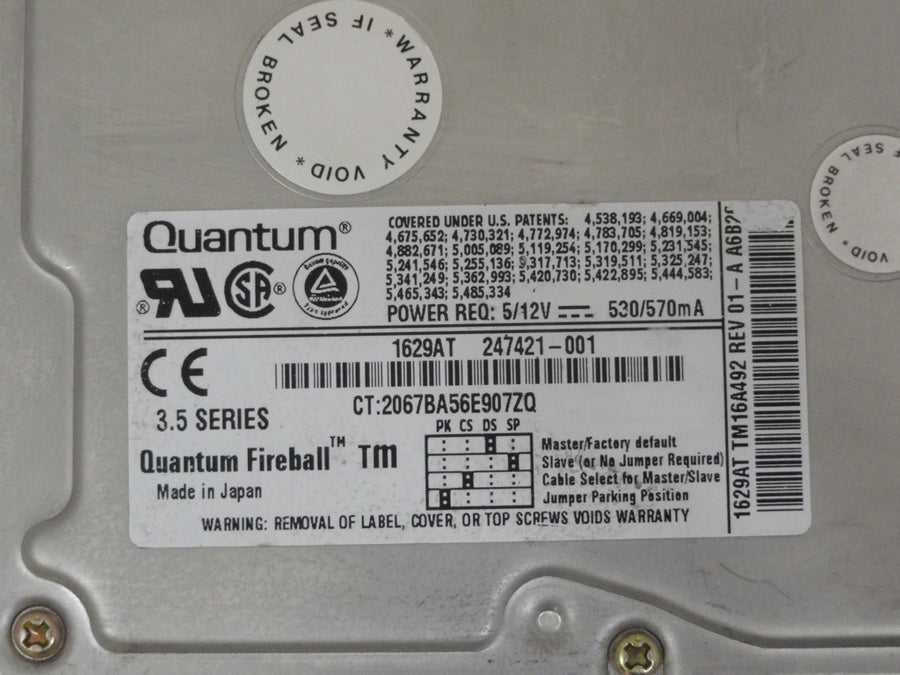 * WARRANTY VOID * IF SEAL BROKEN
IF SEAL BROKEN * VOID
Quantum®
COVERED UNDER U.S. PATENTS: 4,538,193; 4,669,004;
4,675,652; 4,730,321; 4,772,974; 4,783,705; 4,819,153;
4,882,671; 5,005,089; 5,119,254; 5,170,299; 5,231,545;
5,241,546; 5,255,136; 5,317,713; 5,319,511; 5,325,247;
5,341,249; 5,362,993; 5,420,730; 5,422,895; 5,444,583;
5,465,343; 5,485,334
POWER REQ: 5/12V 530/570mA
1629AT 247421-001
CE
3.5 SERIES
CT:2067BA56E907ZQ
PK CS DS SP
Master/Factory default
Slave (or No Jumper Required)
Cable Select for Master/Slave
Jumper Parking Position
Quantum Fireball™ TM
Made in Japan
WARNING: REMOVAL OF LABEL, COVER, OR TOP SCREWS VOIDS WARRANTY
1629AT TM16A492 REV 01-A